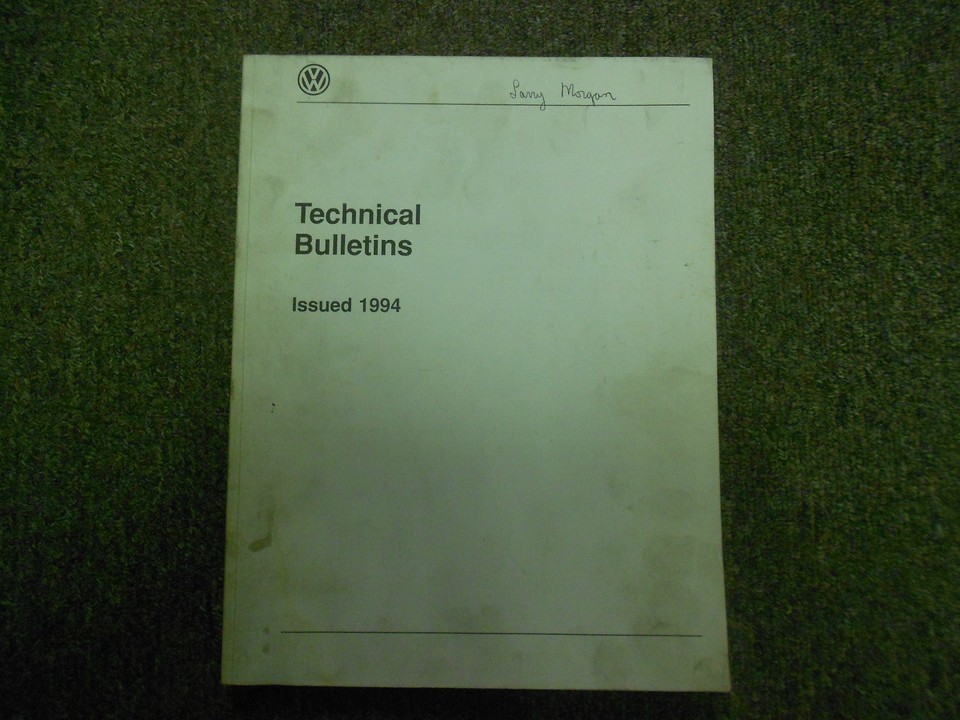 Larry Morgan
Technical
Bulletins
Issued 1994